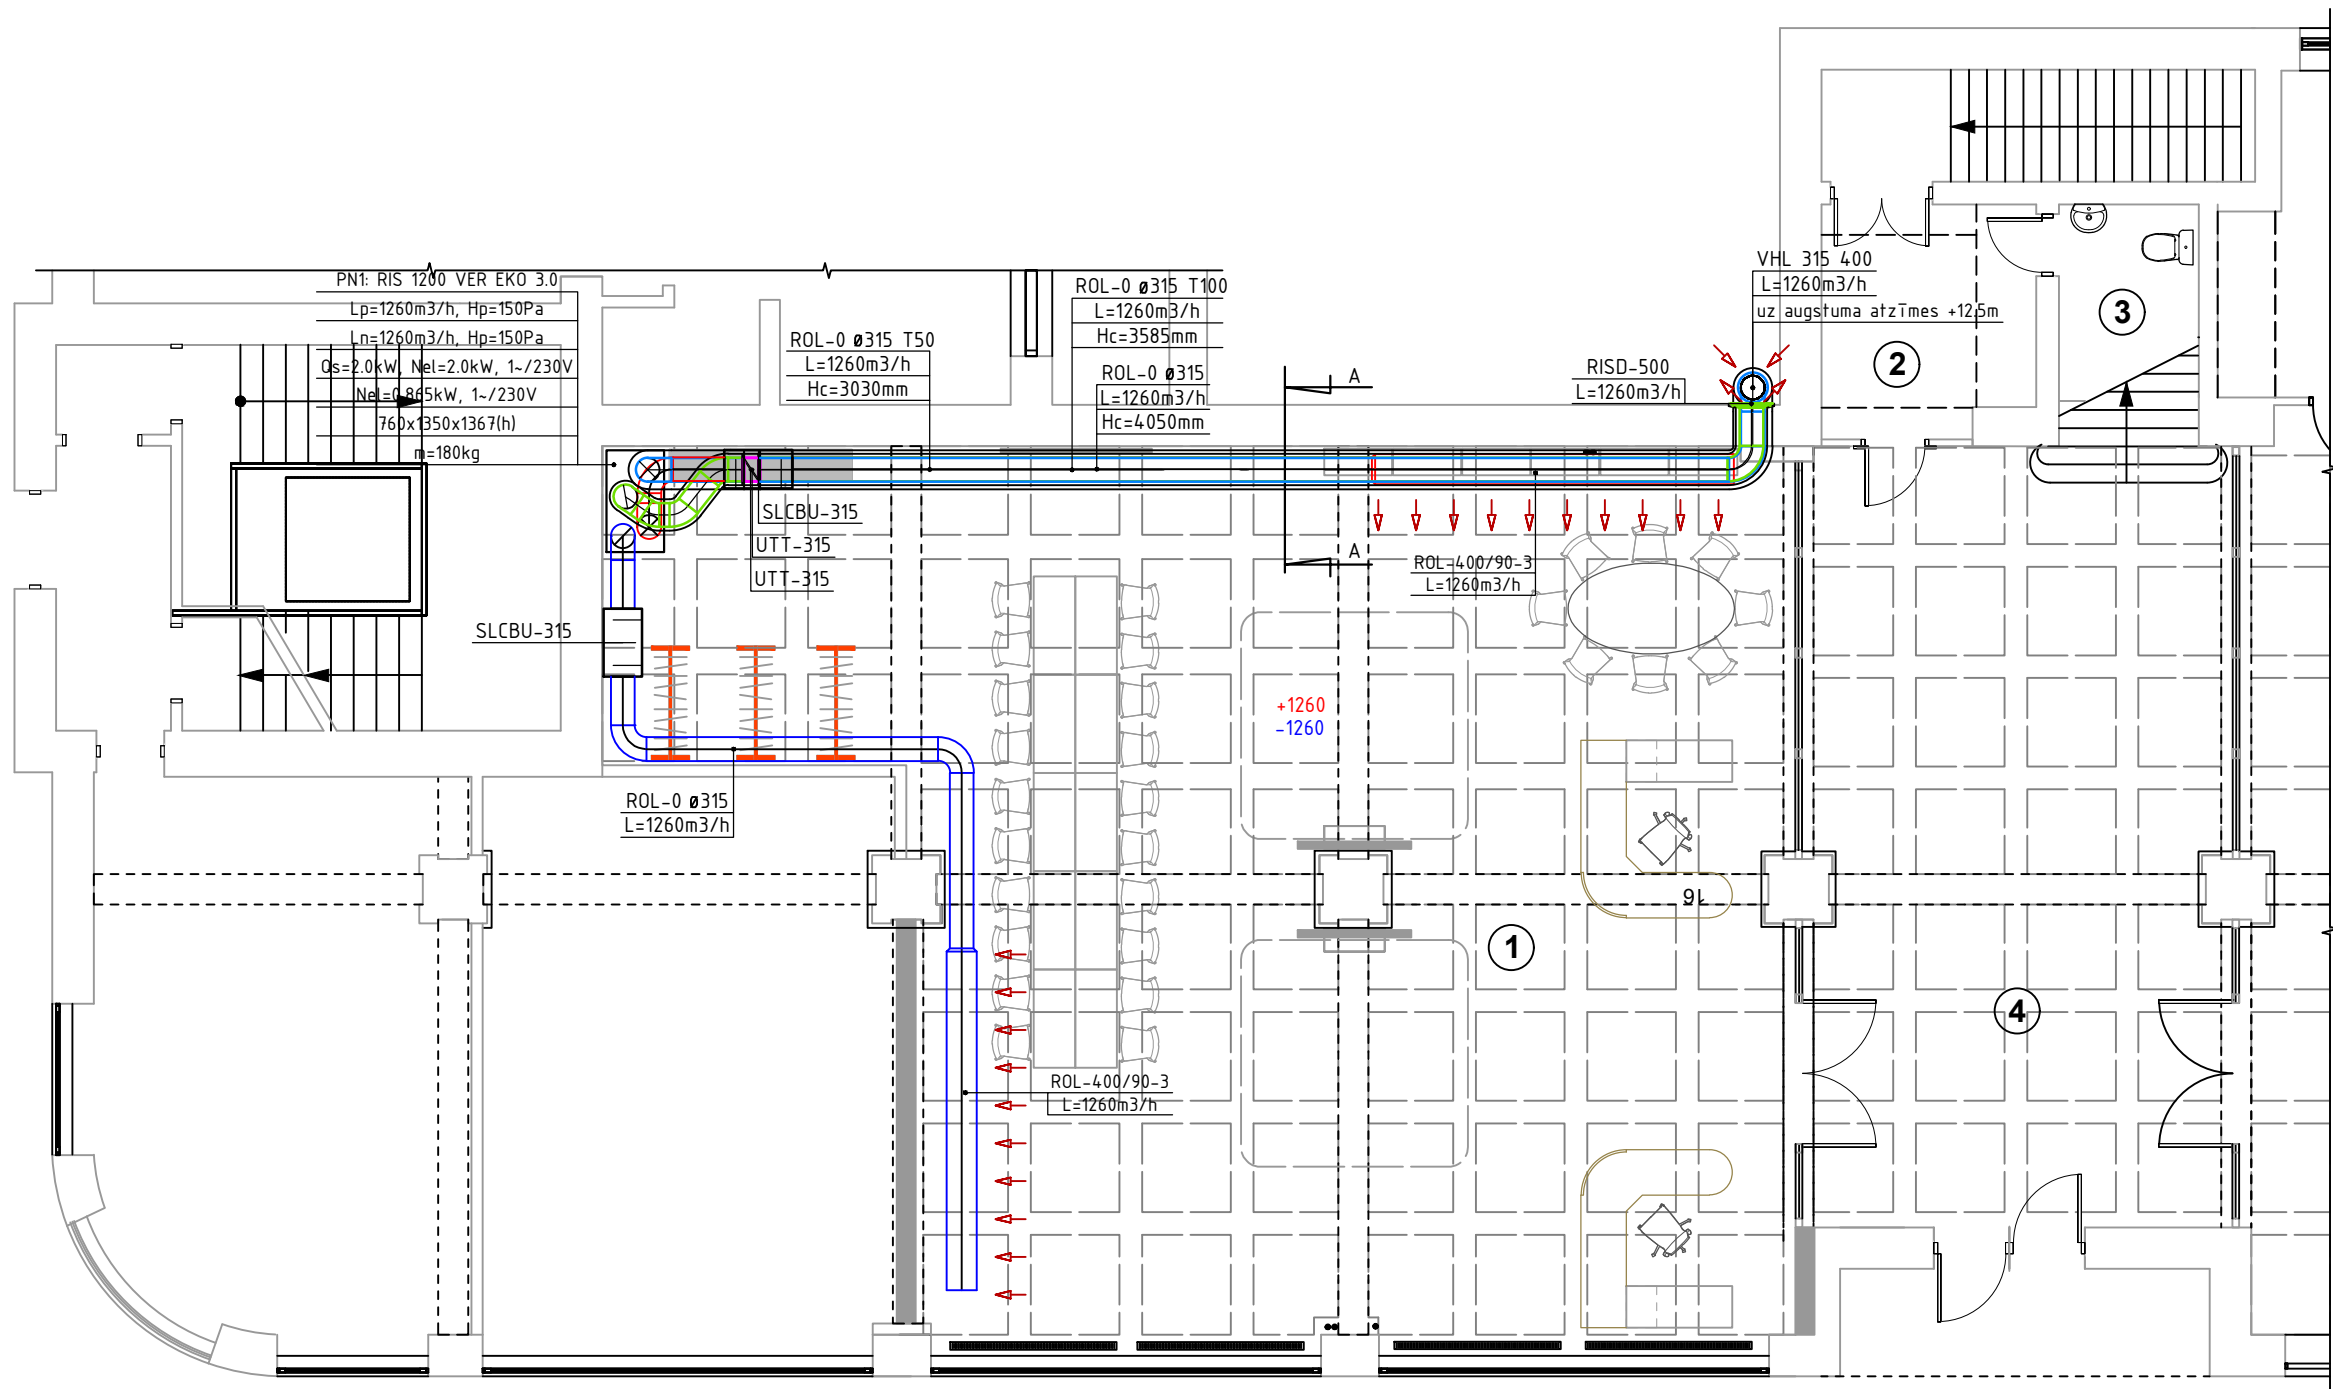 PN1: RIS 1200 VER EKO 3.0
Lp=1260m3/h, Hp=150Pa
Ln=1260m3/h, Hp=150Pa
Qs=2.0kW, Nel=2.0kW, 1~/230V
Nel=0.865kW, 1~/230V
760x1350x1367(h)
m=180kg
ROL-0 ø315 T50
L=1260m3/h
Hc=3030mm
ROL-0 ø315 T100
L=1260m3/h
Hc=3585mm
ROL-0 ø315
L=1260m3/h
Hc=4050mm
A
A
RISD-500
L=1260m3/h
VHL 315 400
L=1260m3/h
uz augstuma atzīmes +12,5m
2
3
SLCBU-315
UTT-315
UTT-315
SLCBU-315
ROL-400/90-3
L=1260m3/h
+1260
-1260
ROL-0 ø315
L=1260m3/h
16
1
4
ROL-400/90-3
L=1260m3/h